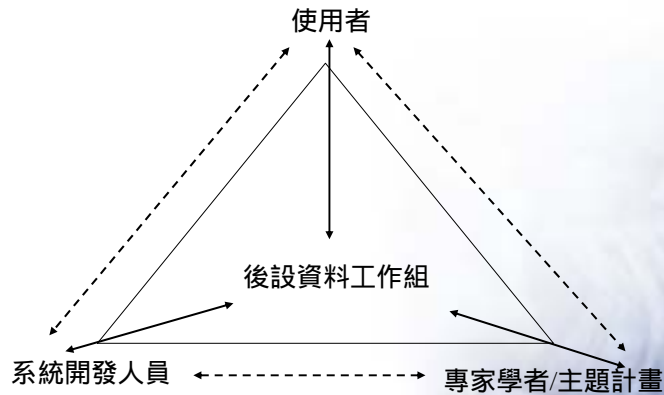 使用者
後設資料工作組
系統開發人員
專家學者/主題計畫